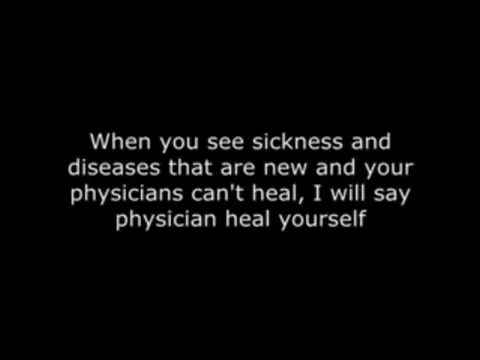 When you see sickness and
diseases that are new and your
physicians can't heal, I will say
physician heal yourself